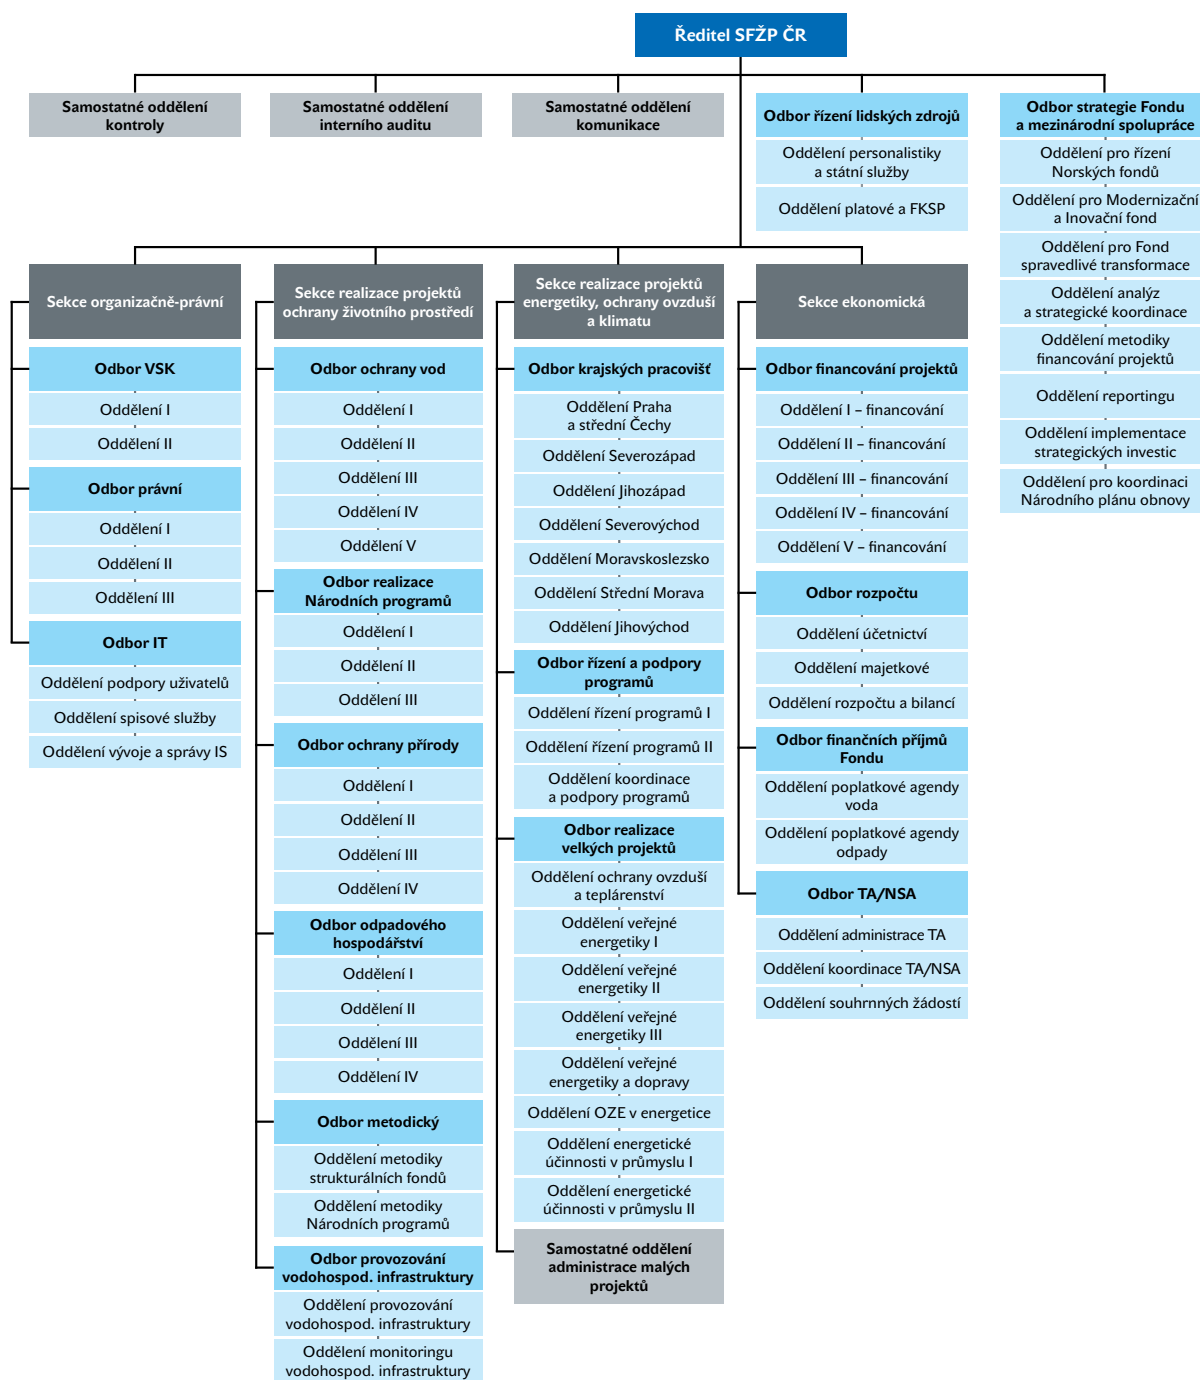 Ředitel SFŽP ČR
Samostatné oddělení
kontroly
Samostatné oddělení
interního auditu
Samostatné oddělení
komunikace
Odbor řízení lidských zdrojů
Oddělení personalistiky
a státní služby
Oddělení platové a FKSP
Odbor strategie Fondu
a mezinárodní spolupráce
Oddělení pro řízení
Norských fondů
Oddělení pro Modernizační
a Inovační fond
Oddělení pro Fond
spravedlivé transformace
Oddělení analýz
a strategické koordinace
Oddělení metodiky
financování projektů
Oddělení reportingu
Oddělení implementace
strategických investic
Oddělení pro koordinaci
Národního plánu obnovy
Sekce organizačně-právní
Odbor VSK
Oddělení I
Oddělení II
Odbor právní
Oddělení I
Oddělení II
Oddělení III
Odbor IT
Oddělení podpory uživatelů
Oddělení spisové služby
Oddělení vývoje a správy IS
Sekce realizace projektů
ochrany životního prostředí
Odbor ochrany vod
Oddělení I
Oddělení II
Oddělení III
Oddělení IV
Oddělení V
Odbor realizace
Národních programů
Oddělení I
Oddělení II
Oddělení III
Odbor ochrany přírody
Oddělení I
Oddělení II
Oddělení III
Oddělení IV
Odbor odpadového
hospodářství
Oddělení I
Oddělení II
Oddělení III
Oddělení IV
Odbor metodický
Oddělení metodiky
strukturálních fondů
Oddělení metodiky
Národních programů
Odbor provozování
vodohospod. infrastruktury
Oddělení provozování
vodohospod. infrastruktury
Oddělení monitoringu
vodohospod. infrastruktury
Sekce realizace projektů
energetiky, ochrany ovzduší
a klimatu
Odbor krajských pracovišť
Oddělení Praha
a střední Čechy
Oddělení Severozápad
Oddělení Jihozápad
Oddělení Severovýchod
Oddělení Moravskoslezsko
Oddělení Střední Morava
Oddělení Jihovýchod
Odbor řízení a podpory
programů
Oddělení řízení programů I
Oddělení řízení programů II
Oddělení koordinace
a podpory programů
Odbor realizace
velkých projektů
Oddělení ochrany ovzduší
a teplárenství
Oddělení veřejné
energetiky I
Oddělení veřejné
energetiky II
Oddělení veřejné
energetiky III
Oddělení veřejné
energetiky a dopravy
Oddělení OZE v energetice
Oddělení energetické
účinnosti v průmyslu I
Oddělení energetické
účinnosti v průmyslu II
Samostatné oddělení
administrace malých
projektů
Sekce ekonomická
Odbor financování projektů
Oddělení I – financování
Oddělení II – financování
Oddělení III – financování
Oddělení IV – financování
Oddělení V – financování
Odbor rozpočtu
Oddělení účetnictví
Oddělení majetkové
Oddělení rozpočtu a bilancí
Odbor finančních příjmů
Fondu
Oddělení poplatkové agendy
voda
Oddělení poplatkové agendy
odpady
Odbor TA/NSA
Oddělení administrace TA
Oddělení koordinace TA/NSA
Oddělení souhrnných žádostí